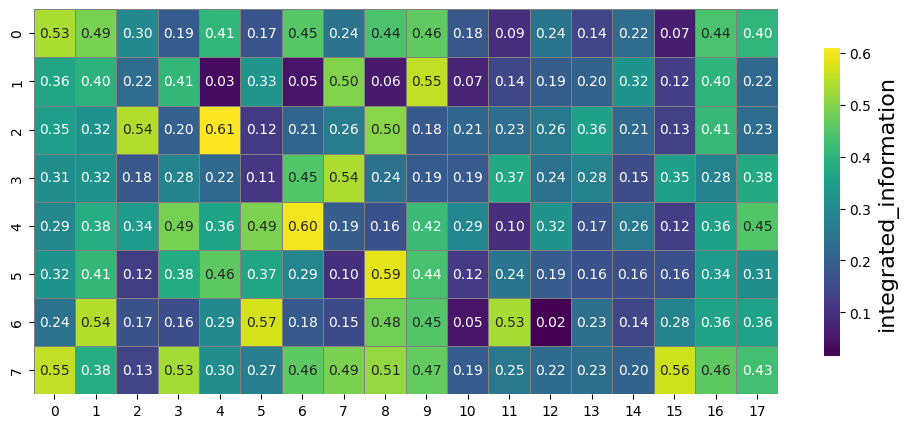 0 0.53 0.49 0.30 0.19 0.41 0.17 0.45 0.24 0.44 0.46 0.18 0.09 0.24 0.14 0.22 0.07 0.44 0.40
1 0.36 0.40 0.22 0.41 0.03 0.33 0.05 0.50 0.06 0.55 0.07 0.14 0.19 0.20 0.32 0.12 0.40 0.22
2 0.35 0.32 0.54 0.20 0.61 0.12 0.21 0.26 0.50 0.18 0.21 0.23 0.26 0.36 0.21 0.13 0.41 0.23
3 0.31 0.32 0.18 0.28 0.22 0.11 0.45 0.54 0.24 0.19 0.19 0.37 0.24 0.28 0.15 0.35 0.28 0.38
4 0.29 0.38 0.34 0.49 0.36 0.49 0.60 0.19 0.16 0.42 0.29 0.10 0.32 0.17 0.26 0.12 0.36 0.45
5 0.32 0.41 0.12 0.38 0.46 0.37 0.29 0.10 0.59 0.44 0.12 0.24 0.19 0.16 0.16 0.16 0.34 0.31
6 0.24 0.54 0.17 0.16 0.29 0.57 0.18 0.15 0.48 0.45 0.05 0.53 0.02 0.23 0.14 0.28 0.36 0.36
7 0.55 0.38 0.13 0.53 0.30 0.27 0.46 0.49 0.51 0.47 0.19 0.25 0.22 0.23 0.20 0.56 0.46 0.43
0 1 2 3 4 5 6 7 8 9 10 11 12 13 14 15 16 17
0.6
0.5
0.4
0.3
0.2
0.1
integrated_information